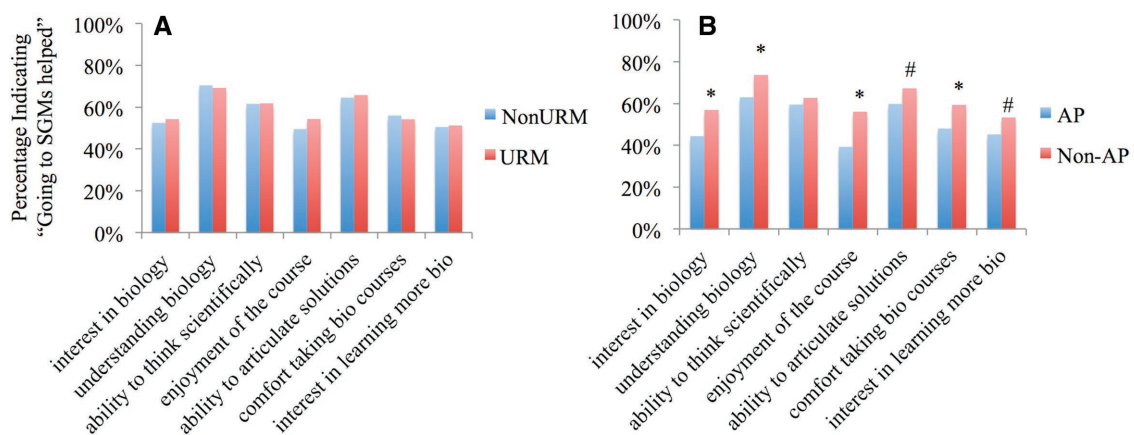 Percentage Indicating
“Going to SGMs helped”
A
100%
80%
60%
40%
20%
0%
NonURM
URM
interest in biology
understanding biology
ability to think scientifically
enjoyment of the course
ability to articulate solutions
comfort taking bio courses
interest in learning more bio
B
100%
80%
60%
40%
20%
0%
*
*
*
#
*
#
AP
Non-AP
interest in biology
understanding biology
ability to think scientifically
enjoyment of the course
ability to articulate solutions
comfort taking bio courses
interest in learning more bio